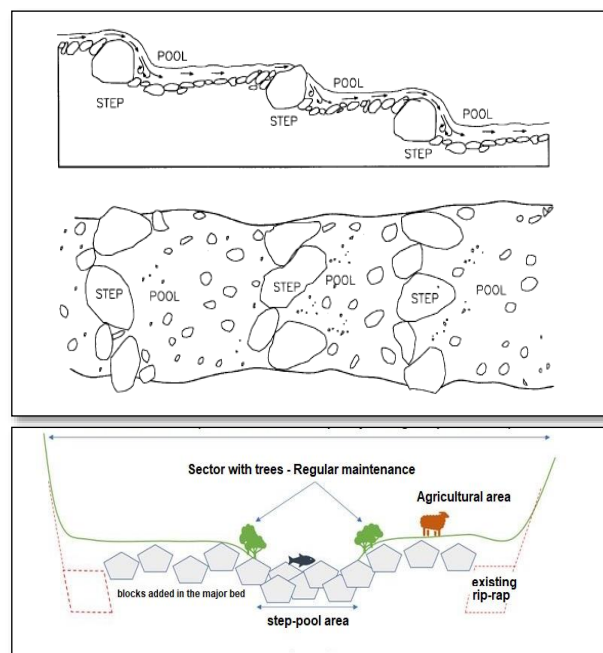 POOL
STEP
POOL
STEP
POOL
STEP
STEP
POOL
STEP
POOL
STEP
POOL
Sector with trees - Regular maintenance
Agricultural area
blocks added in the major bed
existing
rip-rap
step-pool area